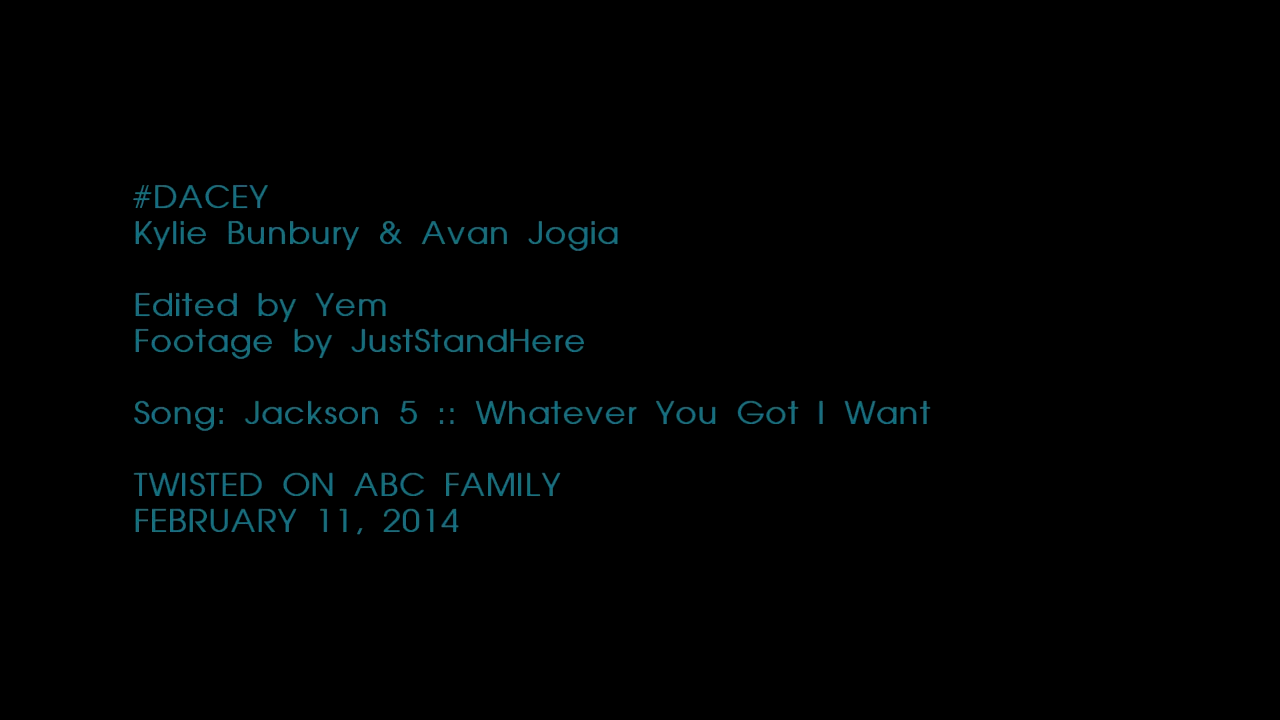 #DACEY
Kylie Bunbury & Avan Jogia
Edited by Yem
Footage by JustStandHere
Song: Jackson 5 :: Whatever You Got I Want
TWISTED ON ABC FAMILY
FEBRUARY 11, 2014